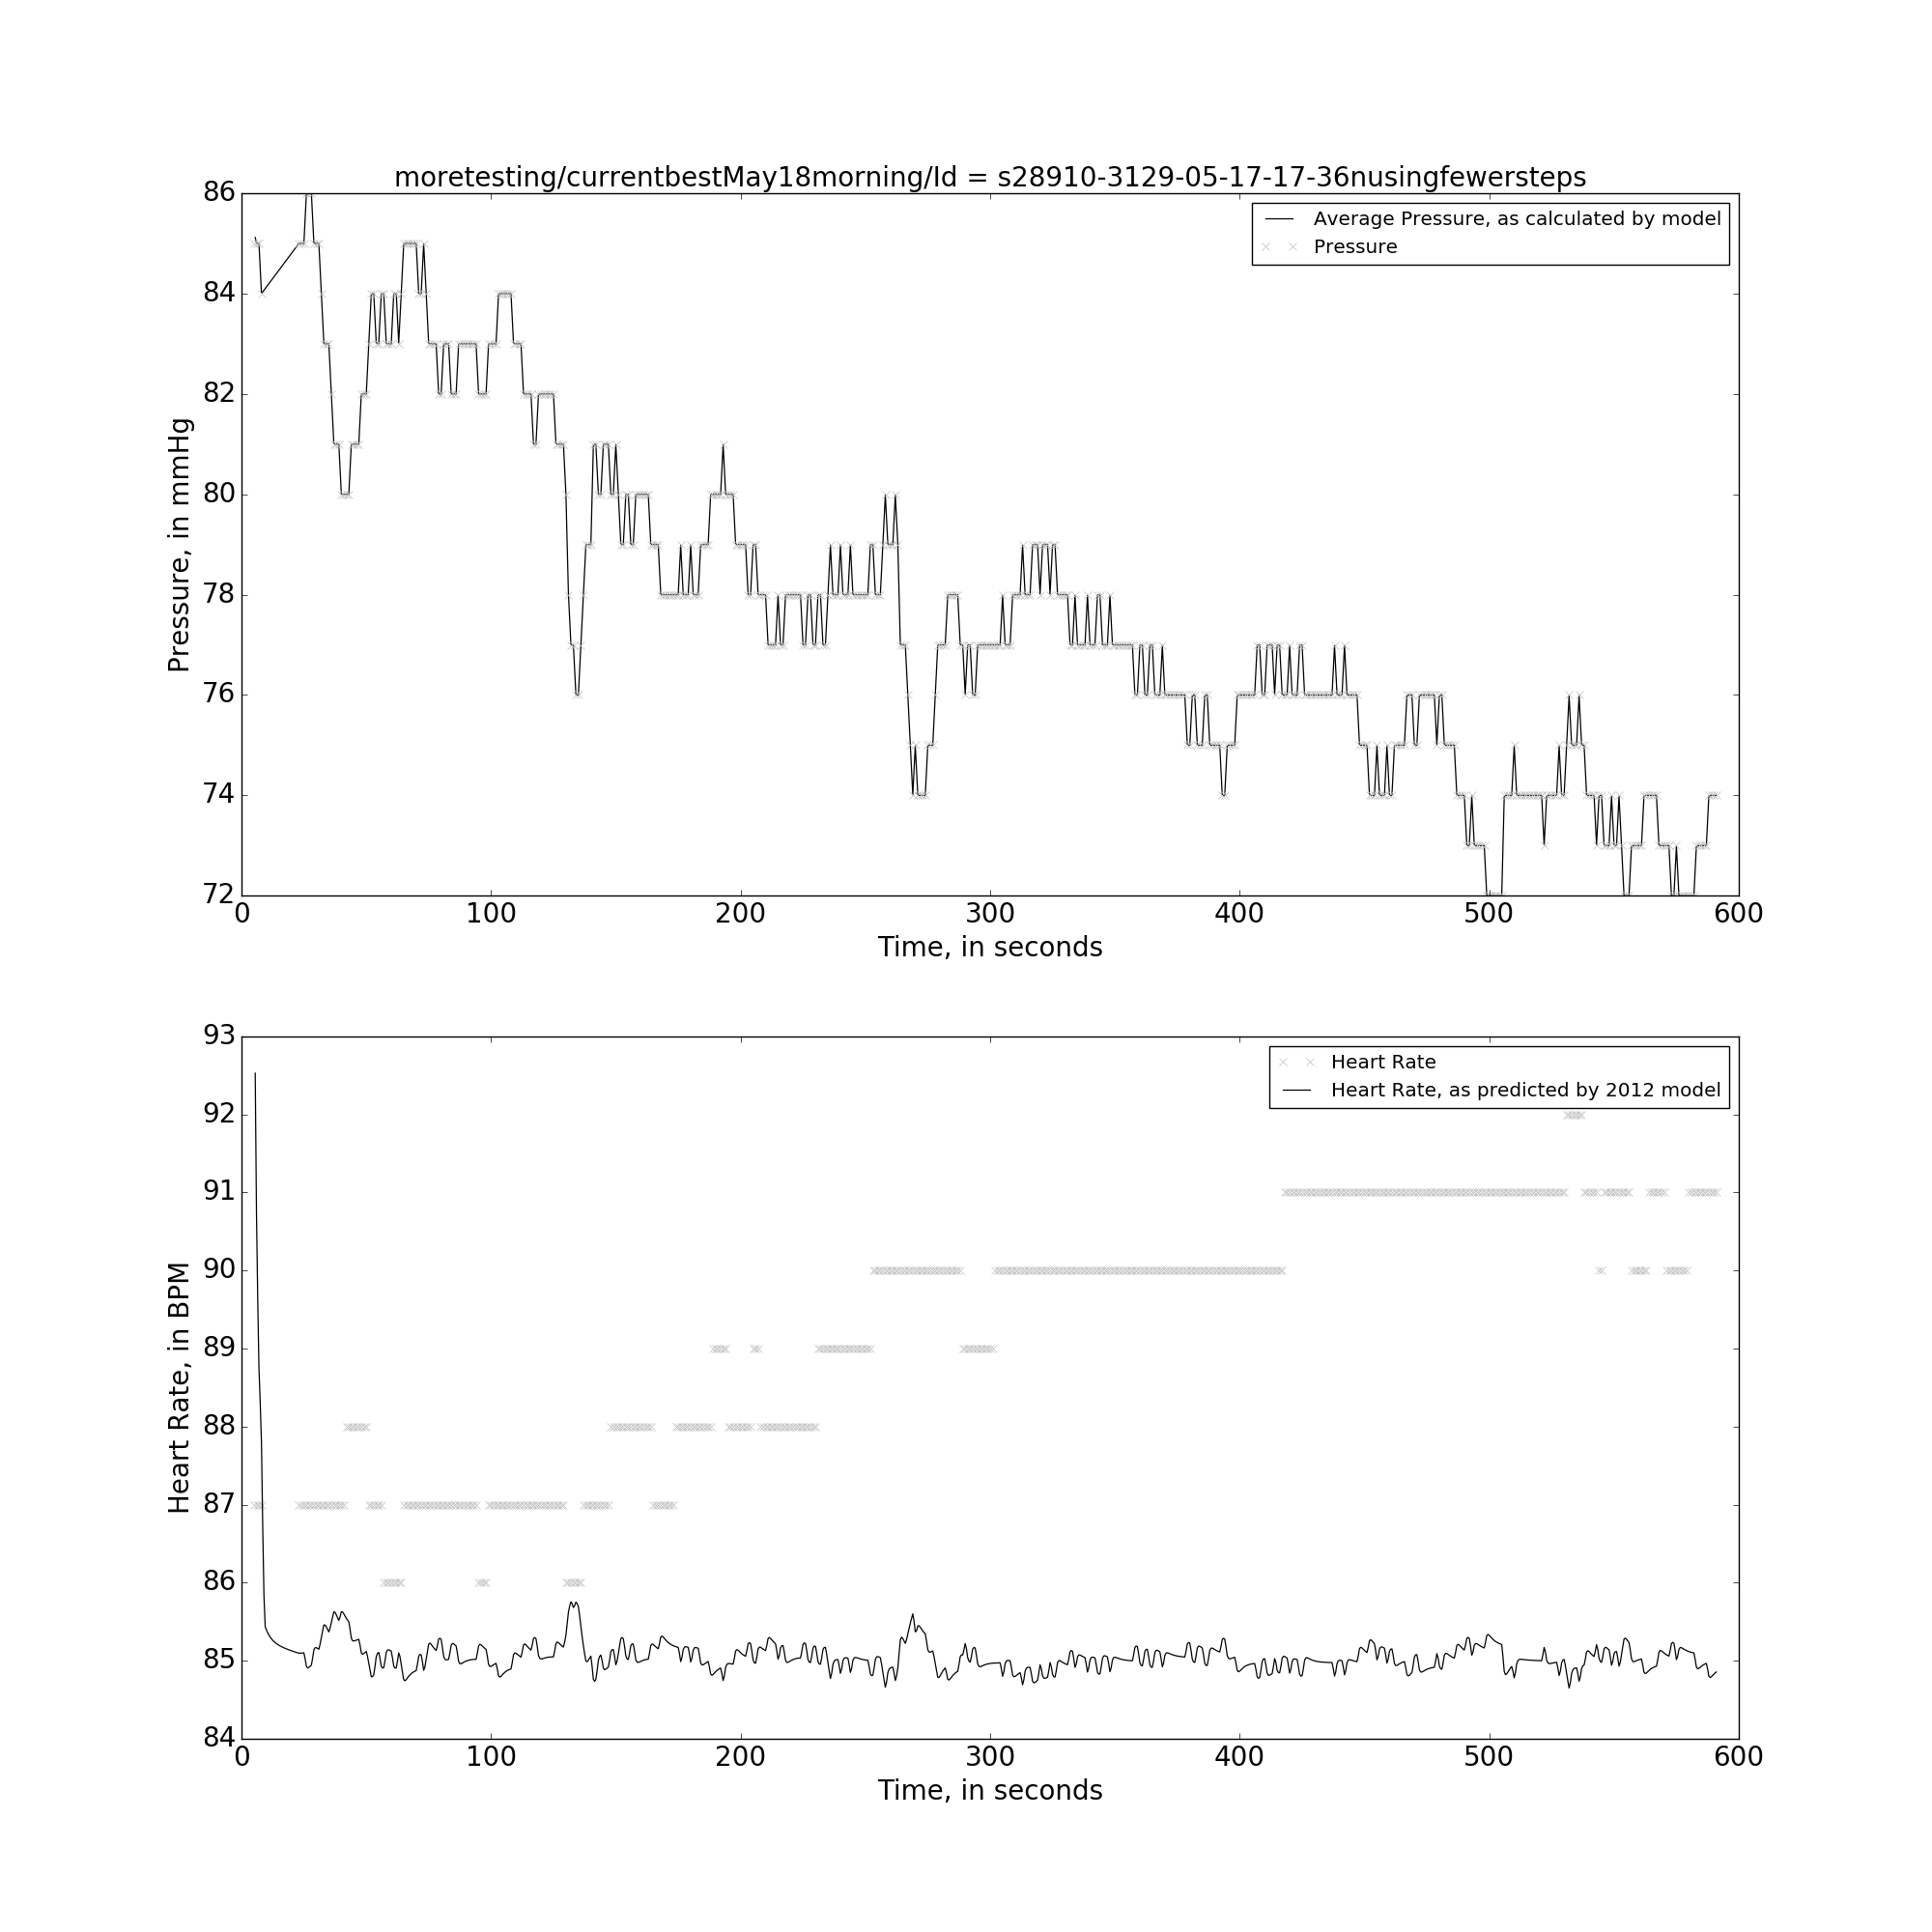 moretesting/currentbestMay18morning/Id = s28910-3129-05-17-17-36nusingfewersteps
86
84
82
80
78
76
74
72
Pressure, in mmHg
Average Pressure, as calculated by model
Pressure
0 100 200 300 400 500 600
Time, in seconds
93
92
91
90
89
88
87
86
85
84
Heart Rate, in BPM
Heart Rate
Heart Rate, as predicted by 2012 model
0 100 200 300 400 500 600
Time, in seconds